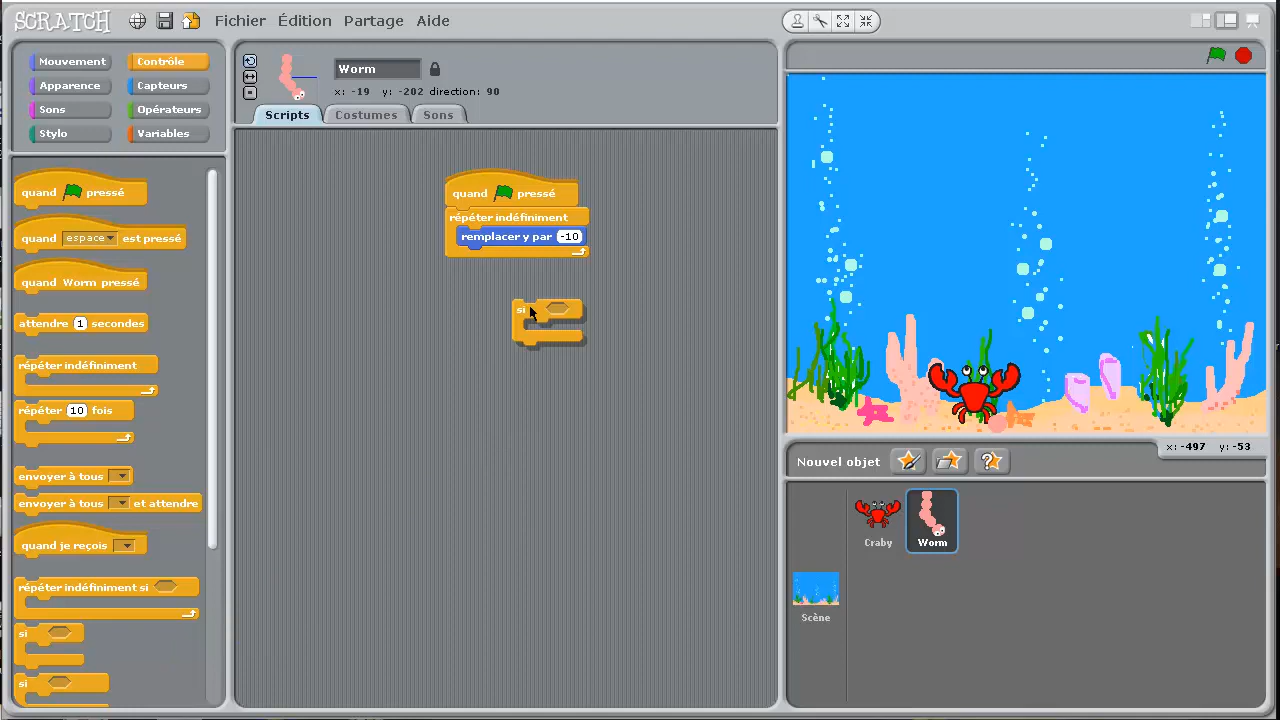 SCRATCH Fichier Édition Partage Aide
Mouvement Contrôle
Apparence Capteurs
Sons Opérateurs
Stylo Variables
quand pressé
quand espace est pressé
quand Worm pressé
attendre 1 secondes
répéter indéfiniment
répéter 10 fois
envoyer à tous
envoyer à tous et attendre
quand je reçois
répéter indéfiniment si
si
si
Worm
x: -19 y: -202 direction: 90
Scripts Costumes Sons
quand pressé
répéter indéfiniment
remplacer y par -10
si
x: -497 y: -53
Nouvel objet
Craby Worm
Scène